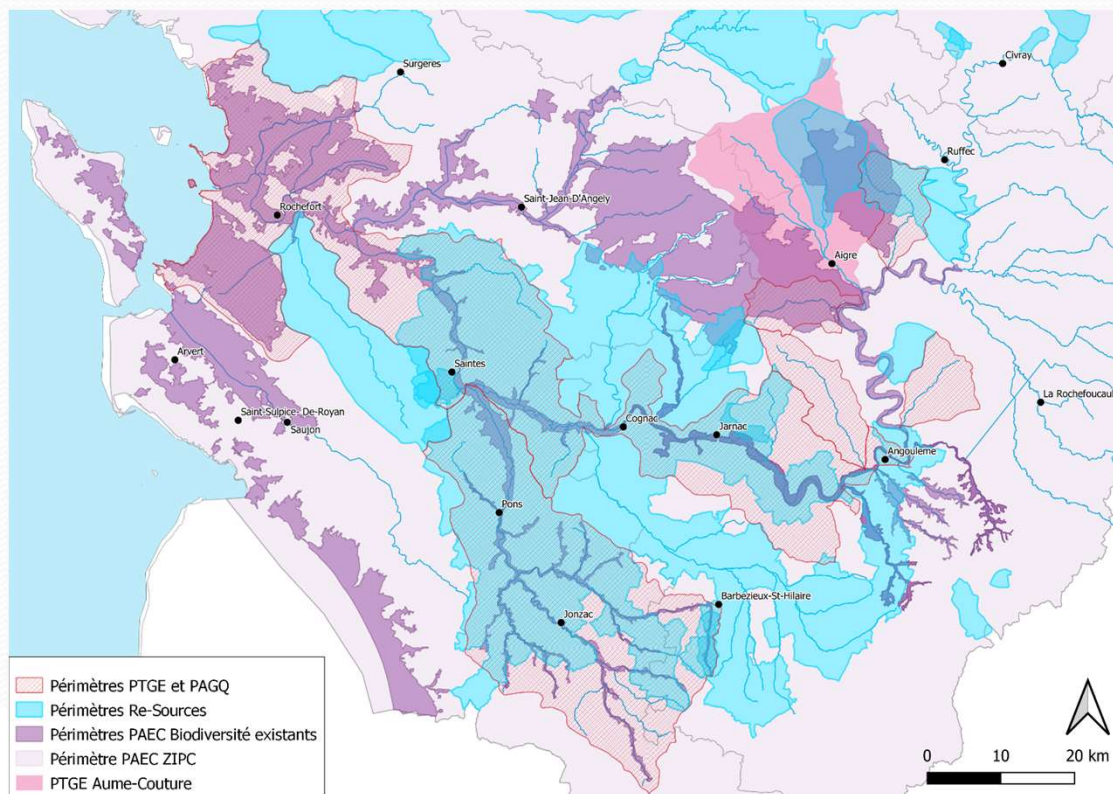 Civray
Surgeres
Ruffec
Saint-Jean-D'Angely
Rochefort
Aigre
Arvert
Saintes
La Rochefoucaul
Saint-Sulpice- De-Royan
Saujon
Cognac
Jarnac
Angouleme
Pons
Barbezieux-St-Hilaire
Jonzac
Périmètres PTGE et PAGQ
Périmètres Re-Sources
Périmètres PAEC Biodiversité existants
Périmètre PAEC ZIPC
PTGE Aume-Couture
0 10 20 km